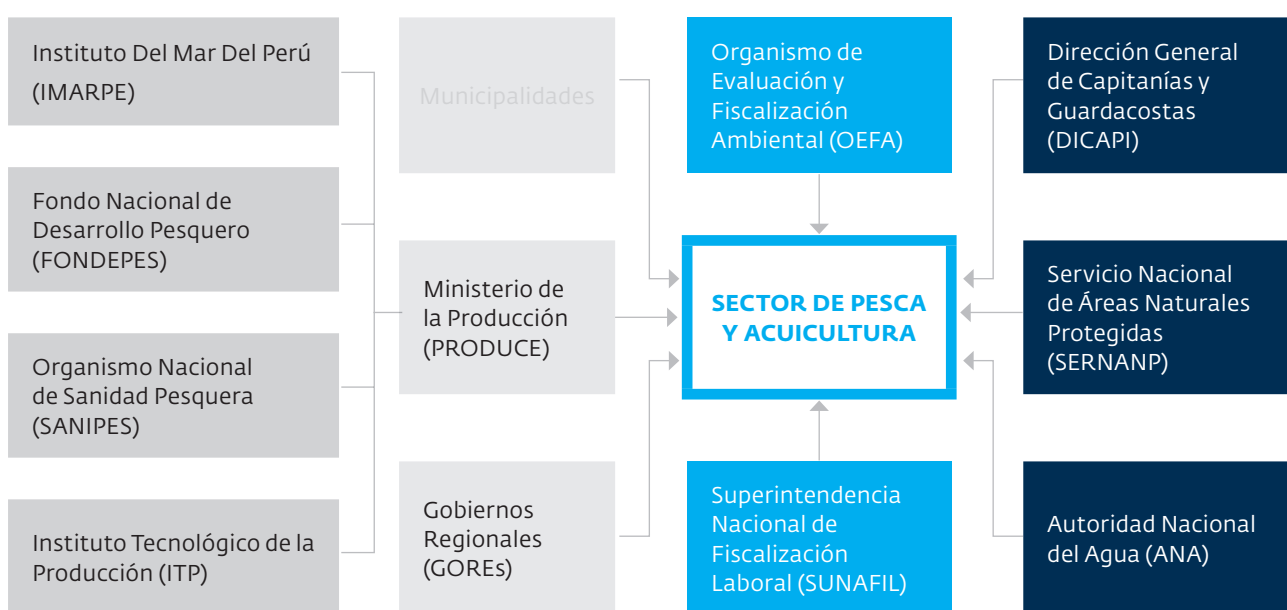 Instituto Del Mar Del Perú
(IMARPE)
Fondo Nacional de
Desarrollo Pesquero
(FONDEPES)
Organismo Nacional
de Sanidad Pesquera
(SANIPES)
Instituto Tecnológico de la
Producción (ITP)
Municipalidades
Ministerio de
la Producción
(PRODUCE)
Gobiernos
Regionales
(GOREs)
Organismo de
Evaluación y
Fiscalización
Ambiental (OEFA)
SECTOR DE PESCA
Y ACUICULTURA
Superintendencia
Nacional de
Fiscalización
Laboral (SUNAFIL)
Dirección General
de Capitanías y
Guardacostas
(DICAPI)
Servicio Nacional
de Áreas Naturales
Protegidas
(SERNANP)
Autoridad Nacional
del Agua (ANA)